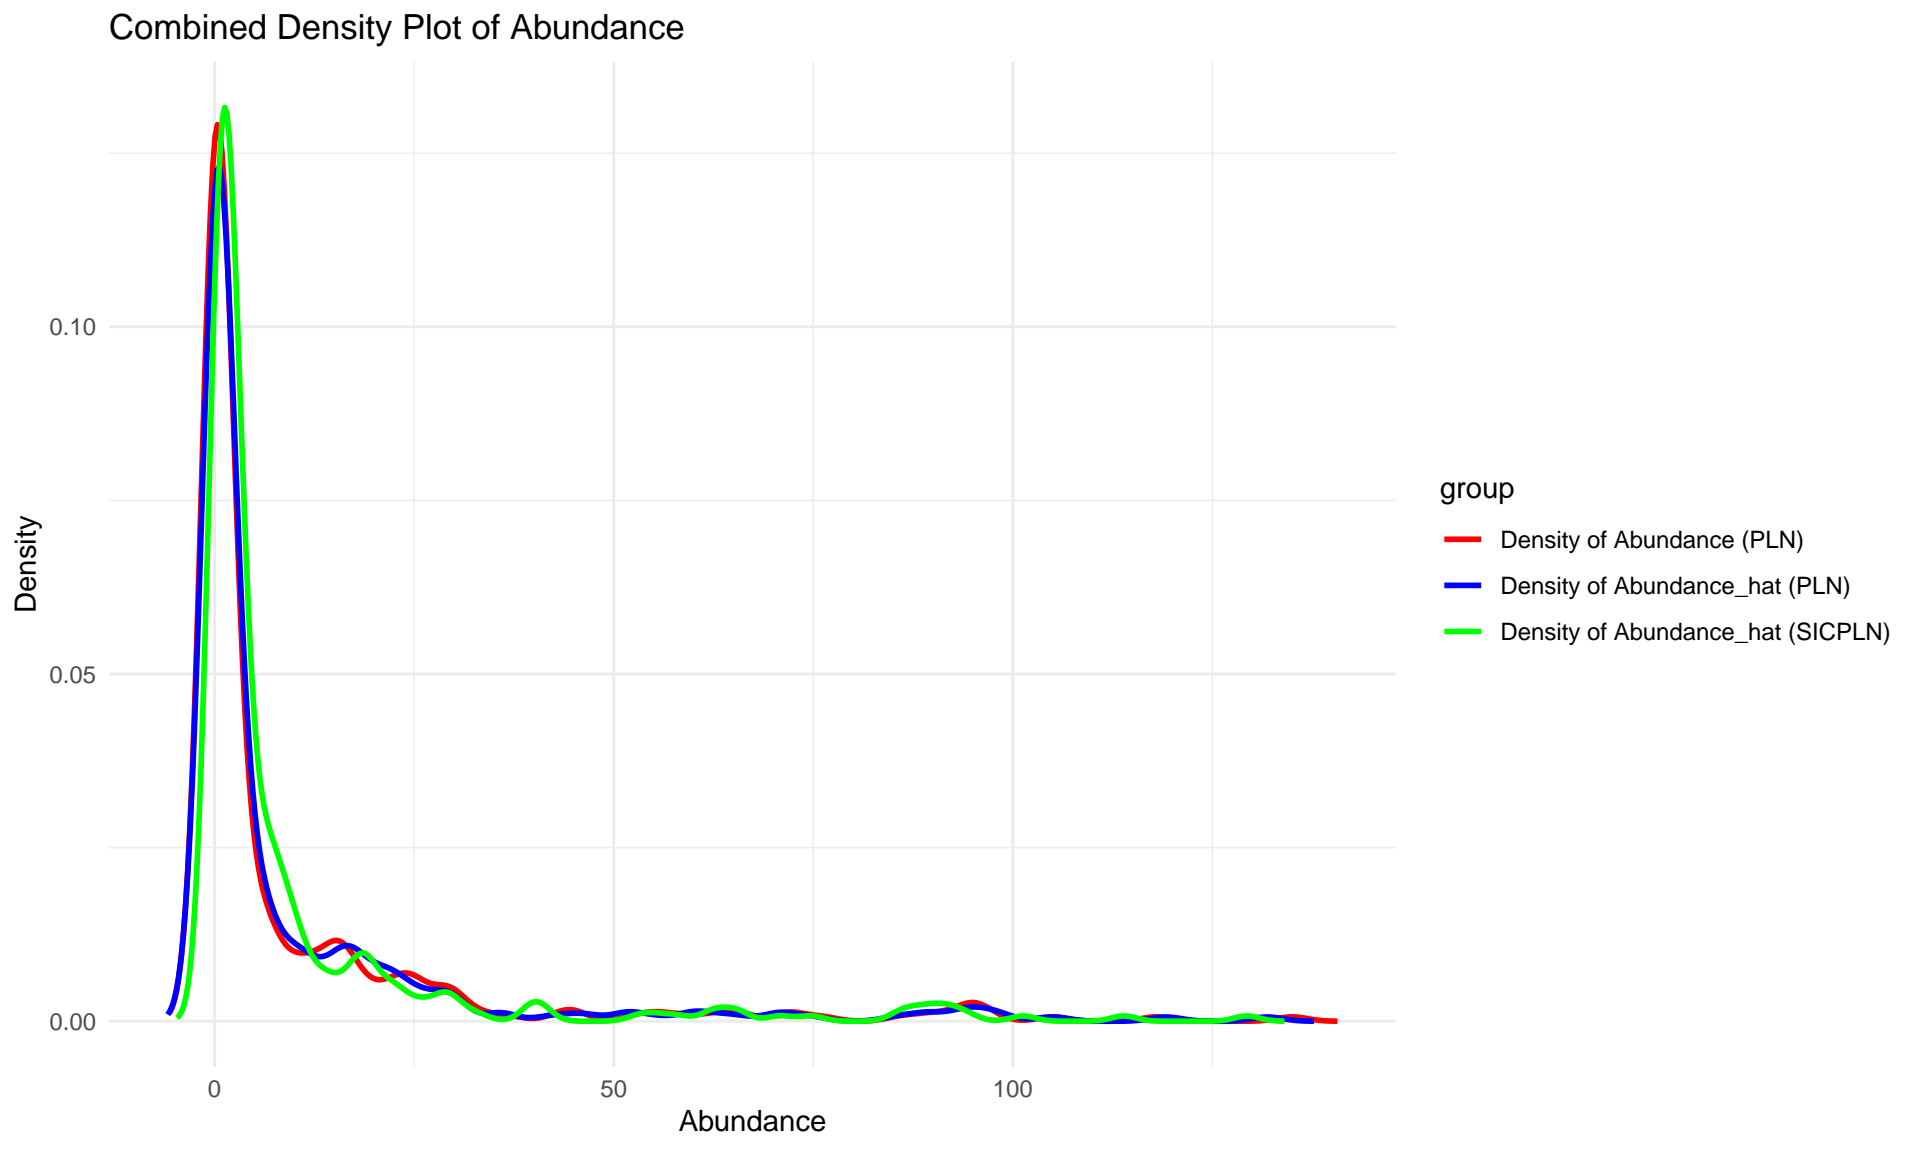 Combined Density Plot of Abundance
Density
0.10
0.05
0.00
0
50
100
Abundance
group
Density of Abundance (PLN)
Density of Abundance_hat (PLN)
Density of Abundance_hat (SICPLN)